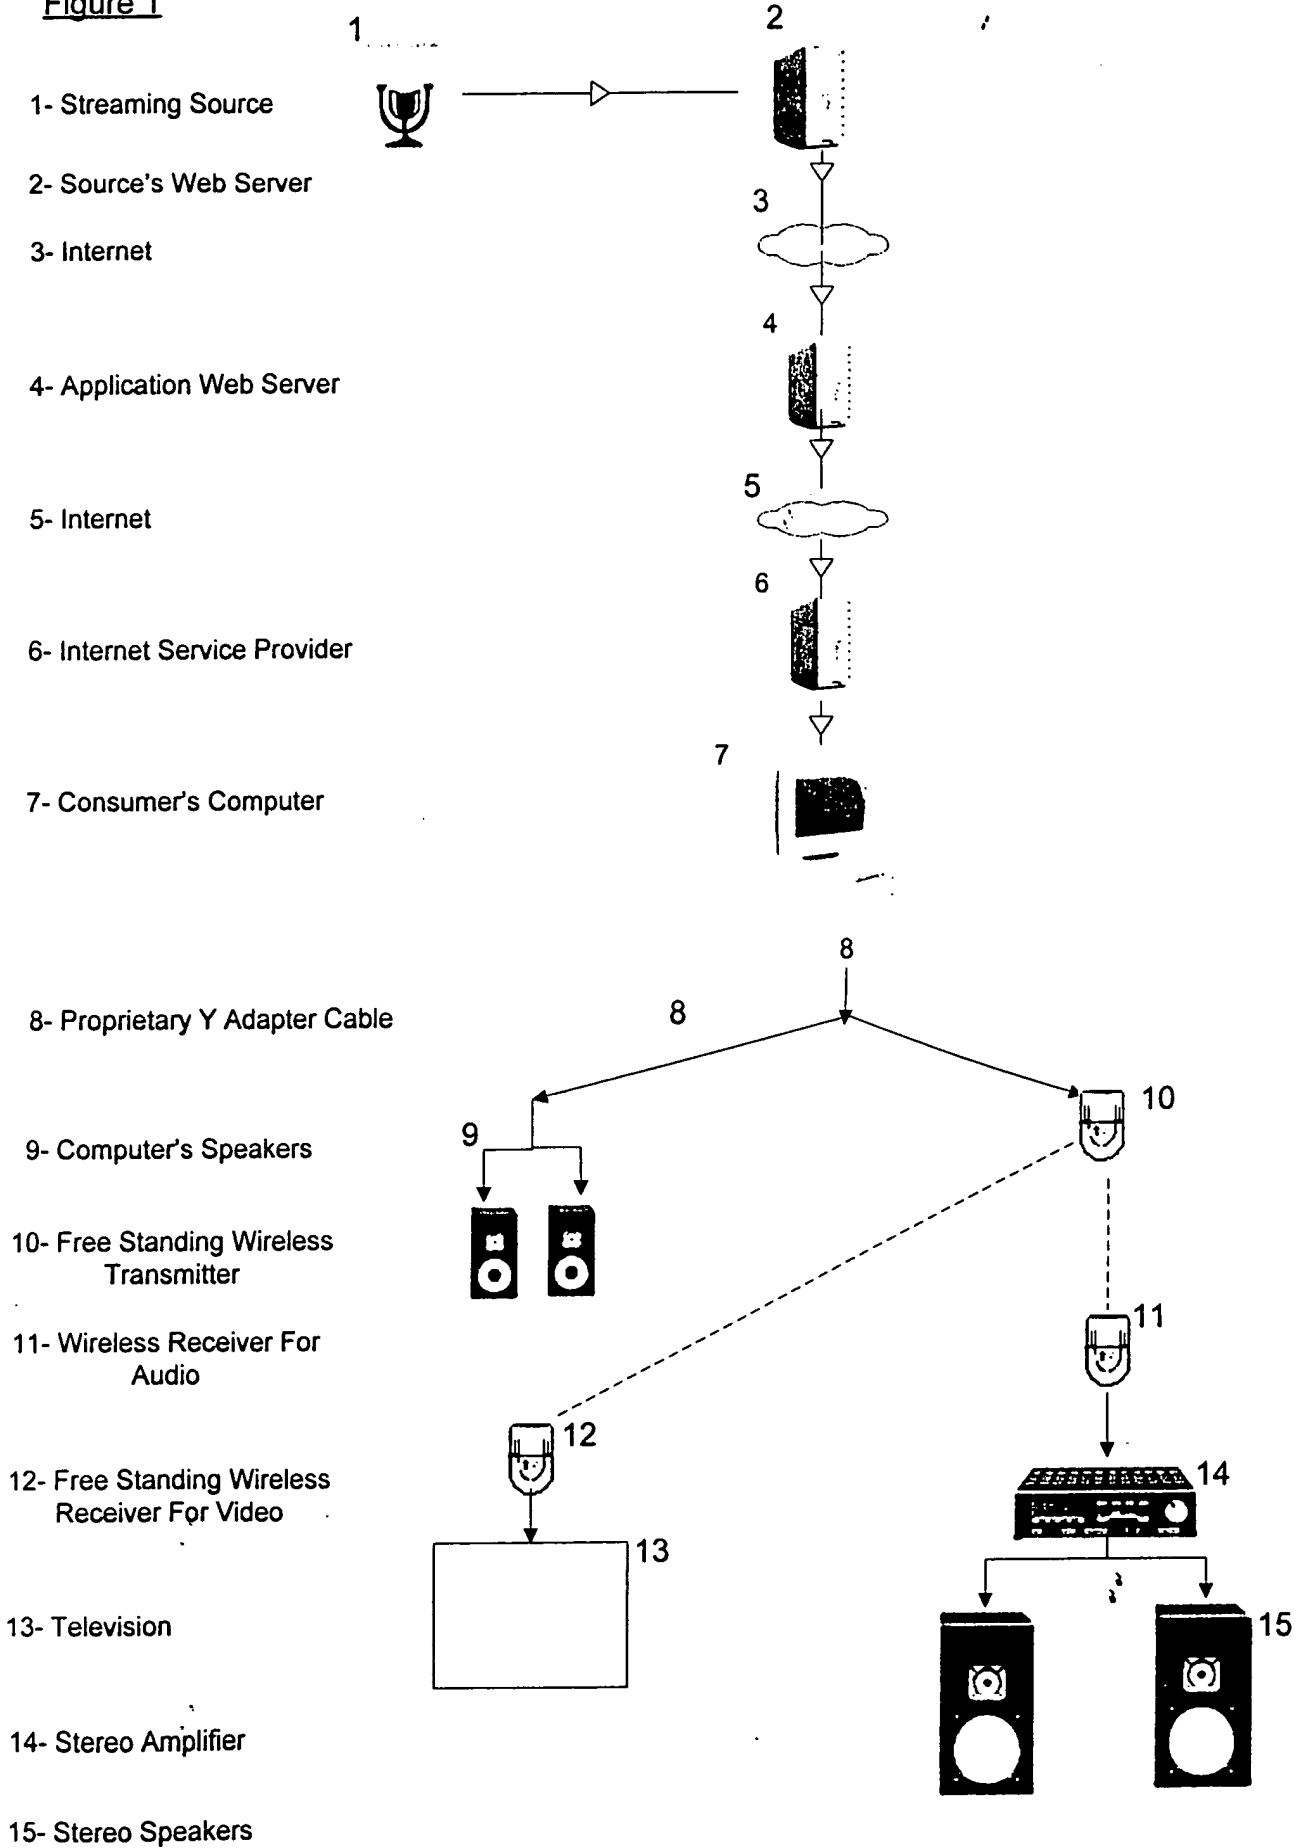 Figure 1
1
2
1- Streaming Source
2- Source's Web Server
3
3- Internet
4
4- Application Web Server
5
5- Internet
6
6- Internet Service Provider
7
7- Consumer's Computer
8
8- Proprietary Y Adapter Cable
8
10
9- Computer's Speakers
9
10- Free Standing Wireless
Transmitter
11
11- Wireless Receiver For
Audio
12
12- Free Standing Wireless
Receiver For Video
14
13
13- Television
15
14- Stereo Amplifier
15- Stereo Speakers